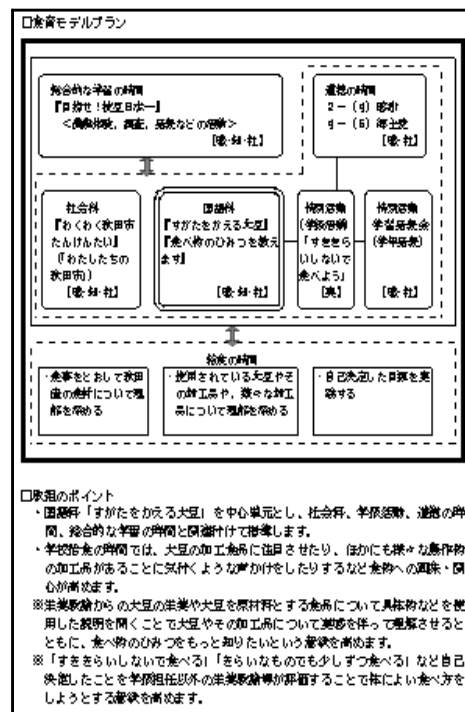 □食育モデルプラン
総合的な学習の時間
『目指せ!枝豆日本一』
<農業体験、調査、発表などの活動>
【感・知・社】
道徳の時間
2-(4) 感謝
4-(5) 郷土愛
【感・社】
社会科
『わくわく秋田市
たんけんたい』
(『わたしたちの
秋田市』)
【感・知・社】
国語科
『すがたをかえる大豆』
『食べ物のひみつを教え
ます』
【感・知・社】
特別活動
(学級活動)
「すききら
いしないで
食べよう」
特別活動
学習発表会
(学年発表)
【感・社】
給食の時間
・食事をとおして秋田
産の食材について理
解を深める
・使用されている大豆やそ
の加工品や、様々な加工
品について理解を深める
・自己決定した目標を実
践する
□取組のポイント
・国語科「すがたをかえる大豆」を中心単元とし、社会科、学級活動、道徳の時
間、総合的な学習の時間と関連付けて指導します。
・学校給食の時間では、大豆の加工食品に注目させたり、ほかにも様々な農作物
の加工品があることに気付くような声かけをしたりするなど食物への興味・関
心が高めます。
※栄養教諭からの大豆の栄養や大豆を原材料とする食品について具体物などを使
用した説明を聞くことで大豆やその加工品について実感を伴って理解させると
ともに、食べ物のひみつをもっと知りたいという意欲を高めます。
※「すききらいしないで食べる」「きらいなものでも少しずつ食べる」など自己
決定したことを学級担任以外の栄養教諭等が評価することで体によい食べ方を
しようとする意欲を高めます。